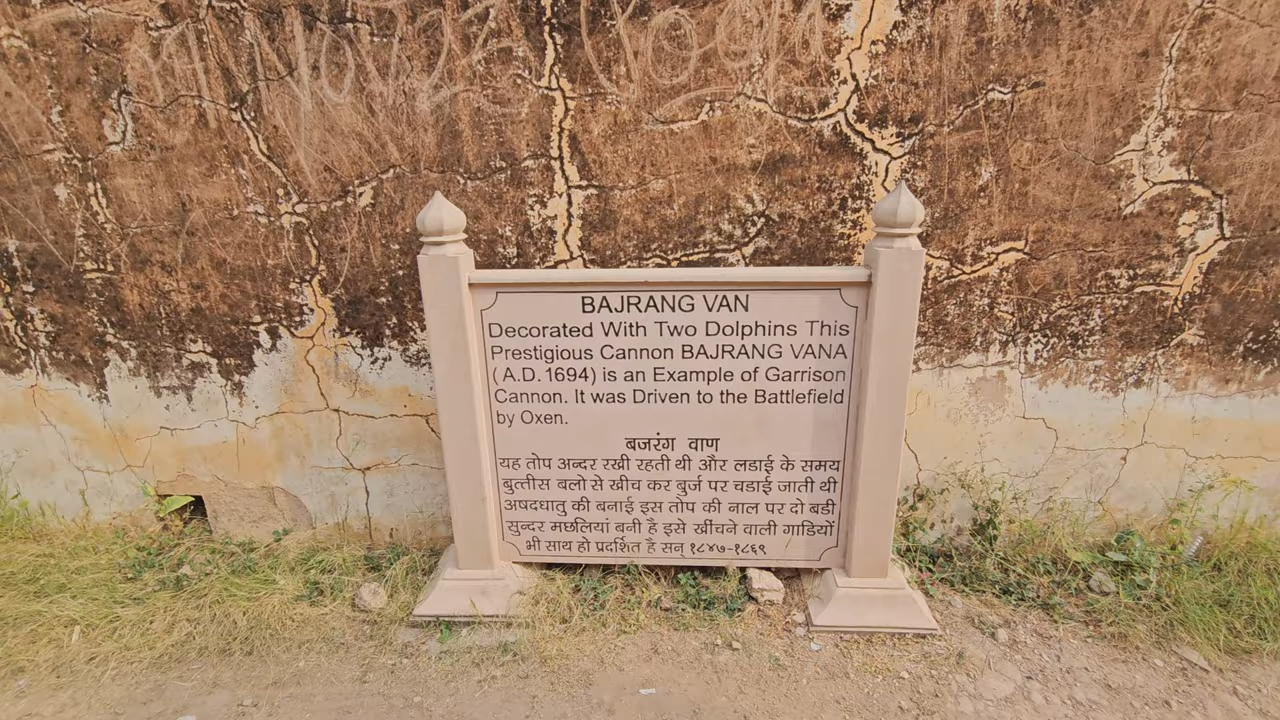 BAJRANG VAN
Decorated With Two Dolphins This
Prestigious Cannon BAJRANG VANA
( A.D. 1694) is an Example of Garrison
Cannon. It was Driven to the Battlefield
by Oxen.
बजरंग वाण
यह तोप अन्दर रखी रहती थी और लडाई के समय
बुत्तीस बलो से खीच कर बुर्ज पर चडाई जाती थी
अषदधातु की बनाई इस तोप की नाल पर दो बडी
सुन्दर मछलियां बनी है इसे खींचने वाली गाडियों
भी साथ हो प्रदर्शित है सन् १८४७-१८६९